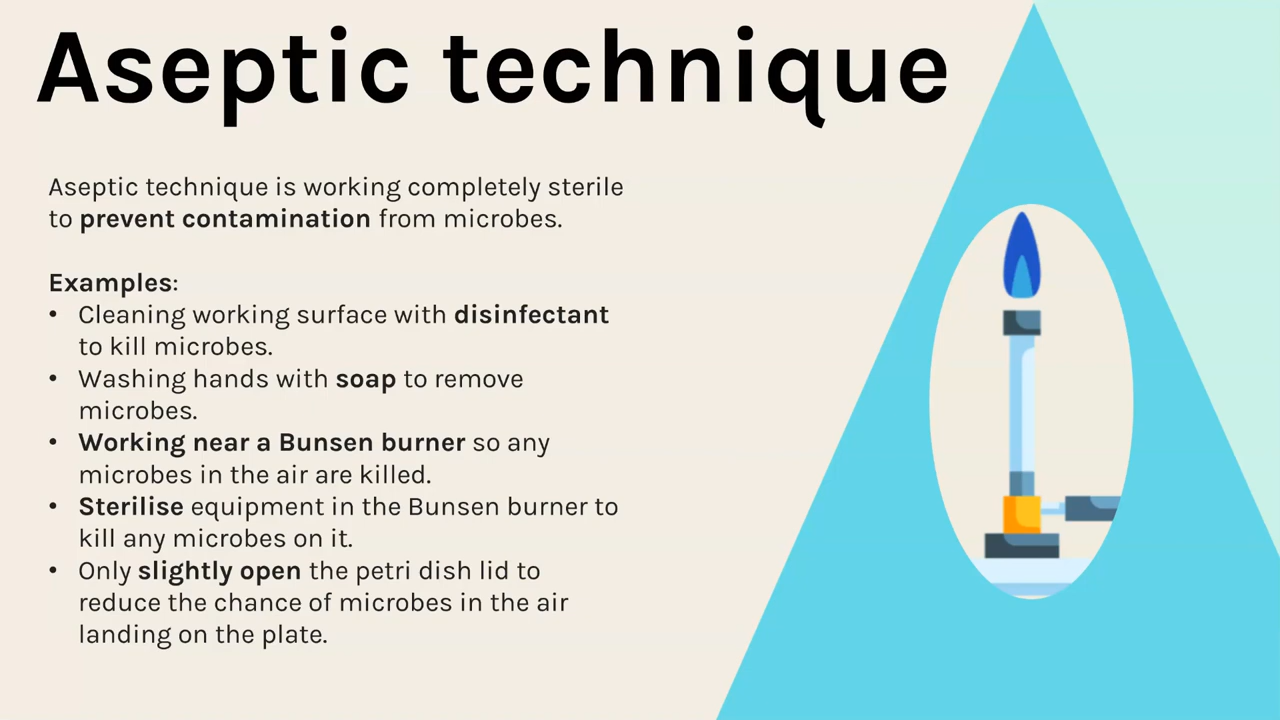 Aseptic technique
Aseptic technique is working completely sterile
to prevent contamination from microbes.
Examples:
• Cleaning working surface with disinfectant
to kill microbes.
• Washing hands with soap to remove
microbes.
• Working near a Bunsen burner so any
microbes in the air are killed.
• Sterilise equipment in the Bunsen burner to
kill any microbes on it.
• Only slightly open the petri dish lid to
reduce the chance of microbes in the air
landing on the plate.